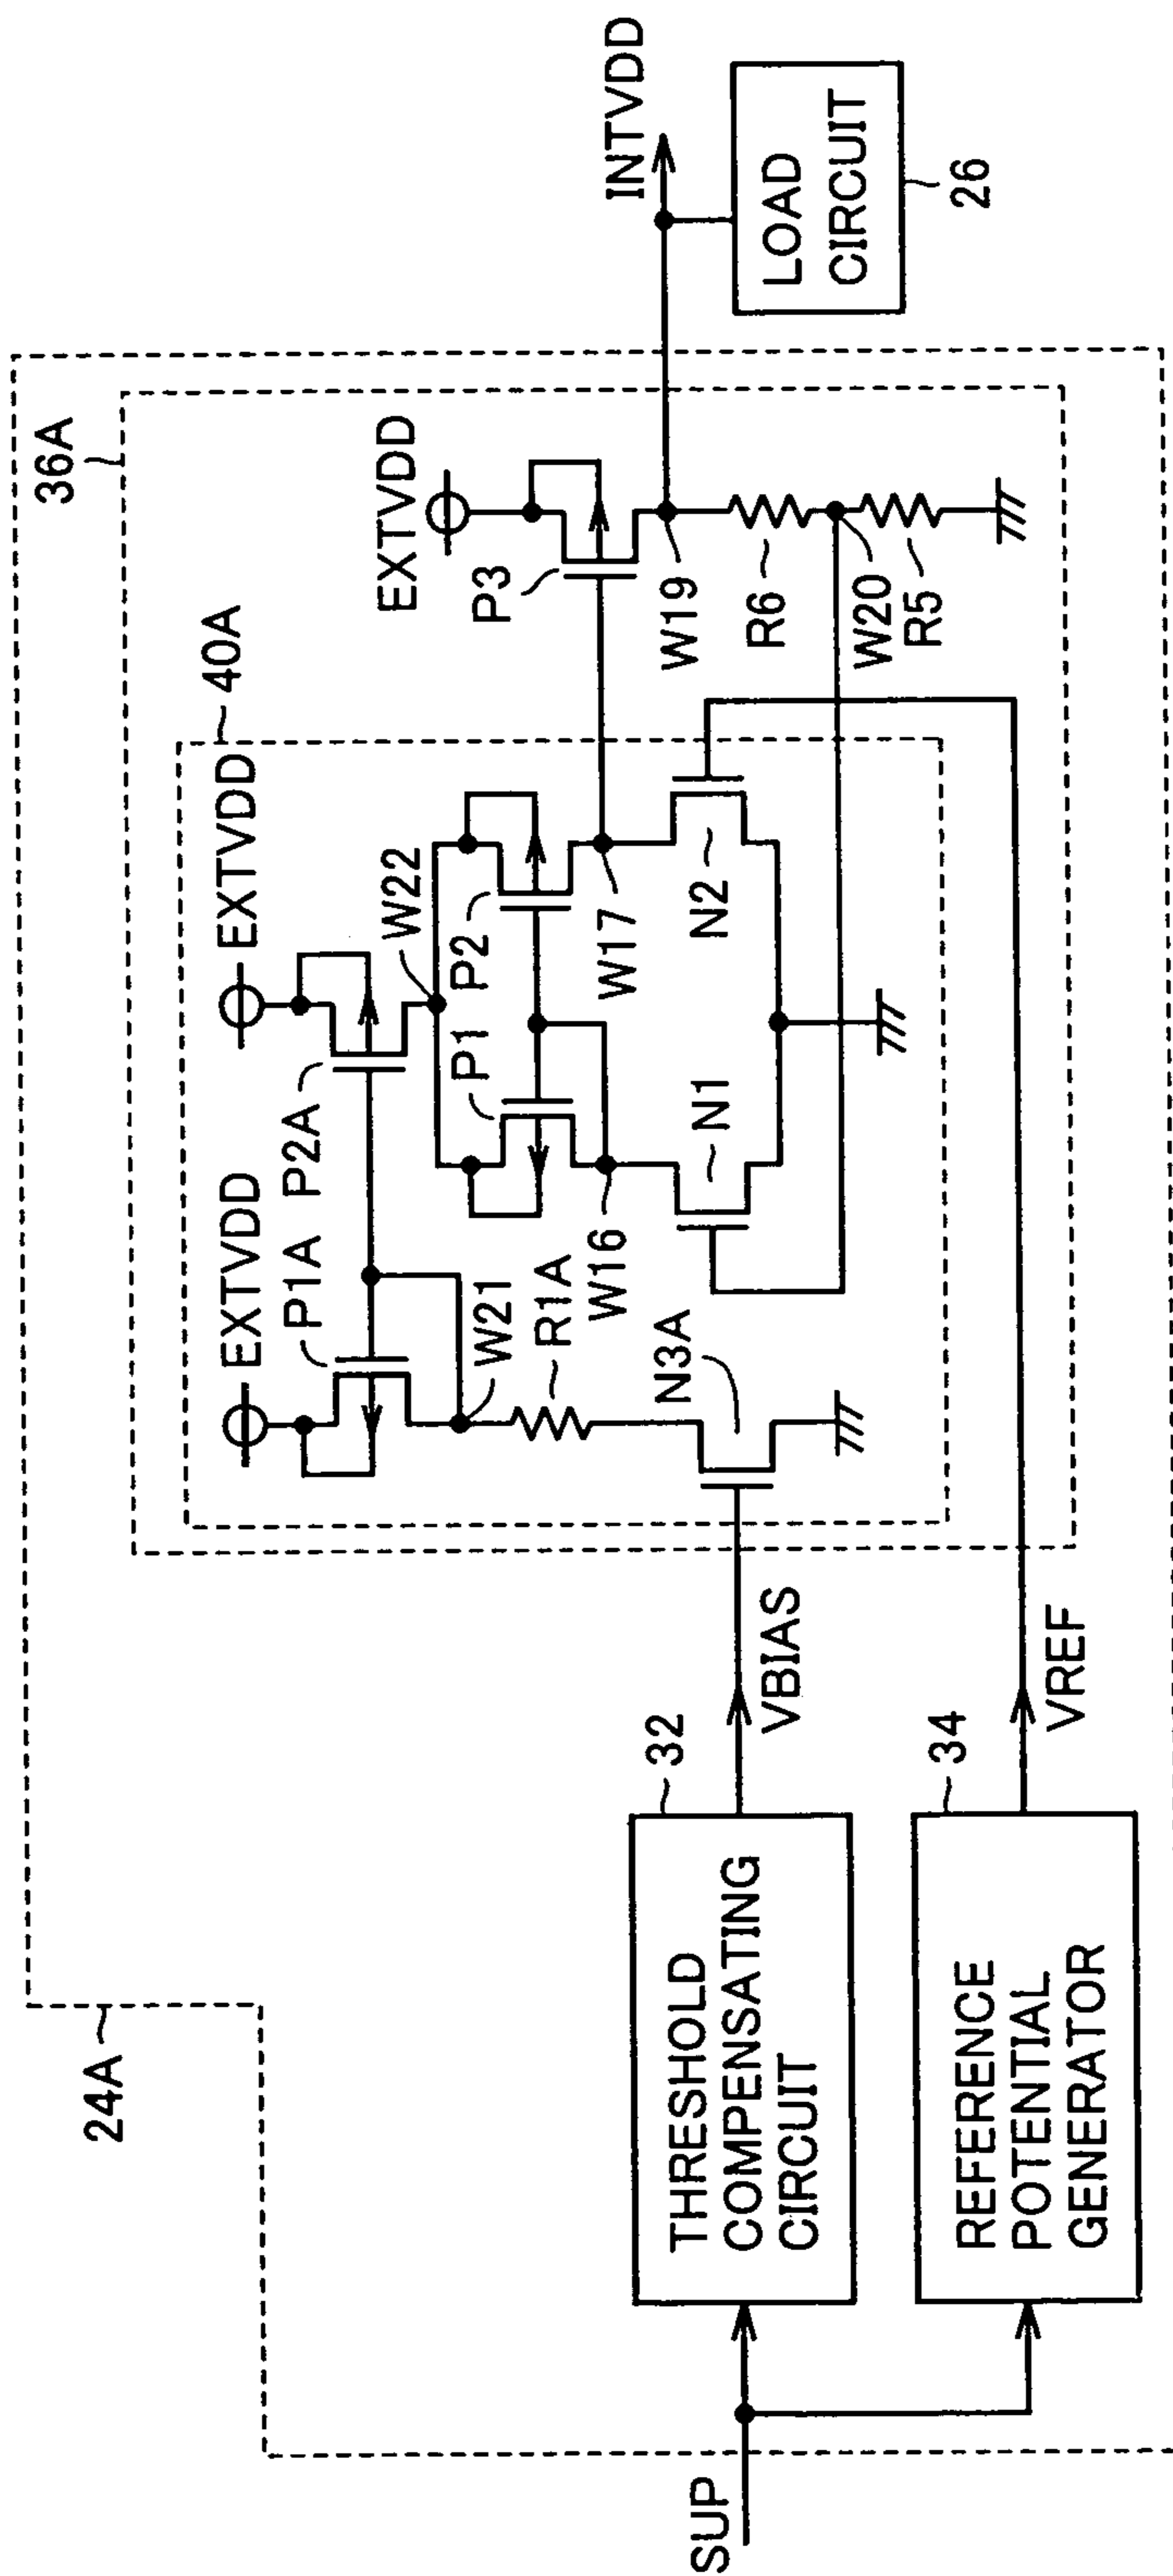 24A
36A
40A
EXTVDD
EXTVDD
EXTVDD
P1A
P2A
W22
P1
P2
P3
W21
R1A
W16
W17
W19
N3A
N1
N2
R6
W20
R5
INTVDD
LOAD
CIRCUIT
26
SUP
32
THRESHOLD
COMPENSATING
CIRCUIT
VBIAS
34
REFERENCE
POTENTIAL
GENERATOR
VREF